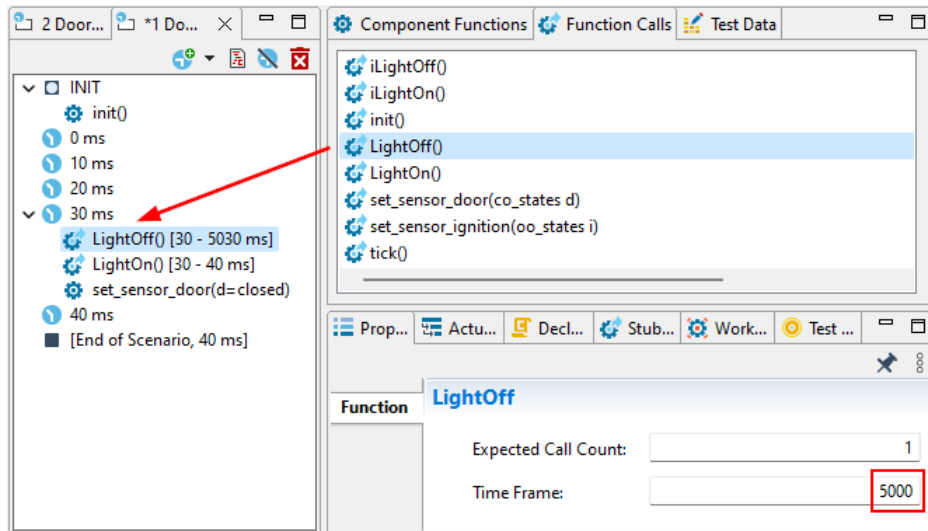 2 Door...
*1 Do...
INIT
init()
0 ms
10 ms
20 ms
30 ms
LightOff() [30 - 5030 ms]
LightOn() [30 - 40 ms]
set_sensor_door(d=closed)
40 ms
[End of Scenario, 40 ms]
Component Functions
Function Calls
Test Data
iLightOff()
iLightOn()
init()
LightOff()
LightOn()
set_sensor_door(co_states d)
set_sensor_ignition(oo_states i)
tick()
Prop...
Actu...
Decl...
Stub...
Work...
Test ...
Function
LightOff
Expected Call Count: 1
Time Frame: 5000